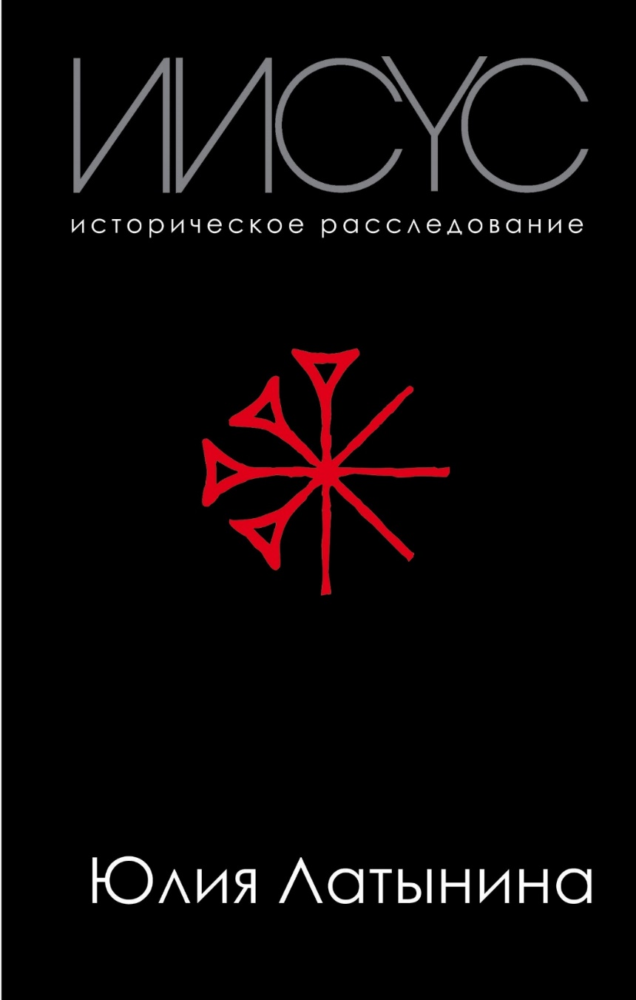 ИИСУС
историческое расследование
Юлия Латынина